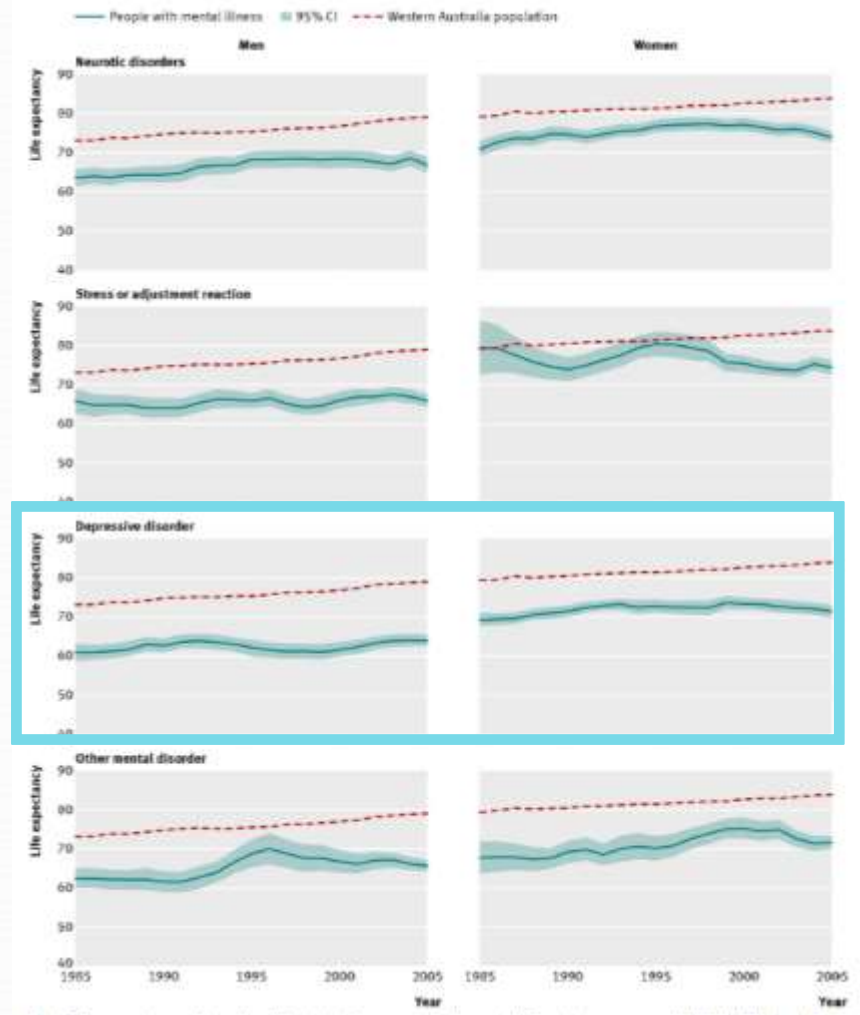 People with mental illness 95% CI Western Australia population
Men Women
Neurotic disorders
Life expectancy
90
80
70
60
50
40
Stress or adjustment reaction
Life expectancy
90
80
70
60
50
40
Depressive disorder
Life expectancy
90
80
70
60
50
40
Other mental disorder
Life expectancy
90
80
70
60
50
40
1985 1990 1995 2000 2005 1985 1990 1995 2000 2005
Year Year